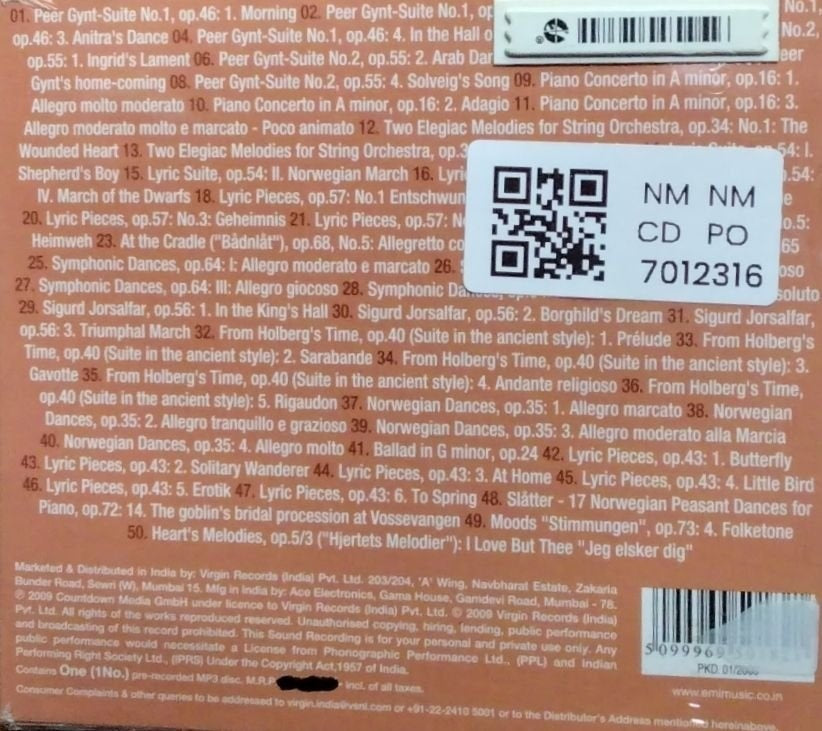 01. Peer Gynt-Suite No.1, op.46: 1. Morning 02. Peer Gynt-Suite No.1, op No.1,
op.46: 3. Anitra's Dance 04. Peer Gynt-Suite No.1, op.46: 4. In the Hall o No.2,
op.55: 1. Ingrid's Lament 06. Peer Gynt-Suite No.2, op.55: 2. Arab Dan eer
Gynt's home-coming 08. Peer Gynt-Suite No.2, op.55: 4. Solveig's Song 09. Piano Concerto in A minor, op.16: 1.
Allegro molto moderato 10. Piano Concerto in A minor, op.16: 2. Adagio 11. Piano Concerto in A minor, op.16: 3.
Allegro moderato molto e marcato - Poco animato 12. Two Elegiac Melodies for String Orchestra, op.34: No.1: The
Wounded Heart 13. Two Elegiac Melodies for String Orchestra, op.3 54: I.
Shepherd's Boy 15. Lyric Suite, op.54: II. Norwegian March 16. Lyri .54:
IV. March of the Dwarfs 18. Lyric Pieces, op.57: No.1 Entschwun e
20. Lyric Pieces, op.57: No.3: Geheimnis 21. Lyric Pieces, op.57: N o.5:
Heimweh 23. At the Cradle ("Bådnlåt"), op.68, No.5: Allegretto co 65
25. Symphonic Dances, op.64: I: Allegro moderato e marcato 26. oso
27. Symphonic Dances, op.64: III: Allegro giocoso 28. Symphonic Da soluto
29. Sigurd Jorsalfar, op.56: 1. In the King's Hall 30. Sigurd Jorsalfar, op.56: 2. Borghild's Dream 31. Sigurd Jorsalfar,
op.56: 3. Triumphal March 32. From Holberg's Time, op.40 (Suite in the ancient style): 1. Prélude 33. From Holberg's
Time, op.40 (Suite in the ancient style): 2. Sarabande 34. From Holberg's Time, op.40 (Suite in the ancient style): 3.
Gavotte 35. From Holberg's Time, op.40 (Suite in the ancient style): 4. Andante religioso 36. From Holberg's Time,
op.40 (Suite in the ancient style): 5. Rigaudon 37. Norwegian Dances, op.35: 1. Allegro marcato 38. Norwegian
Dances, op.35: 2. Allegro tranquillo e grazioso 39. Norwegian Dances, op.35: 3. Allegro moderato alla Marcia
40. Norwegian Dances, op.35: 4. Allegro molto 41. Ballad in G minor, op.24 42. Lyric Pieces, op.43: 1. Butterfly
43. Lyric Pieces, op.43: 2. Solitary Wanderer 44. Lyric Pieces, op.43: 3. At Home 45. Lyric Pieces, op.43: 4. Little Bird
46. Lyric Pieces, op.43: 5. Erotik 47. Lyric Pieces, op.43: 6. To Spring 48. Slåtter - 17 Norwegian Peasant Dances for
Piano, op.72: 14. The goblin's bridal procession at Vossevangen 49. Moods "Stimmungen", op.73: 4. Folketone
50. Heart's Melodies, op.5/3 ("Hjertets Melodier"): I Love But Thee "Jeg elsker dig"
NM NM
CD PO
7012316
Marketed & Distributed in India by: Virgin Records (India) Pvt. Ltd. 203/204, 'A' Wing, Navbharat Estate, Zakaria
Bunder Road, Sewri (W), Mumbai 15. Mfg in India by: Ace Electronics, Gama House, Gamdevi Road, Mumbai - 78.
℗ 2009 Countdown Media GmbH under licence to Virgin Records (India) Pvt. Ltd. © 2009 Virgin Records (India)
Pvt. Ltd. All rights of the works reproduced reserved. Unauthorised copying, hiring, lending, public performance
and broadcasting of this record prohibited. This Sound Recording is for your personal and private use only. Any
public performance would necessitate a License from Phonographic Performance Ltd., (PPL) and Indian
Performing Right Society Ltd., (IPRS) Under the Copyright Act,1957 of India.
Contains One (1No.) pre-recorded MP3 disc. M.R.P. incl. of all taxes.
Consumer Complaints & other queries to be addressed to virgin.india@vsnl.com or +91-22-2410 5001 or to the Distributor's Address mentioned hereinabove.
5 099969
PKD. 01/2
www.emimusic.co.in